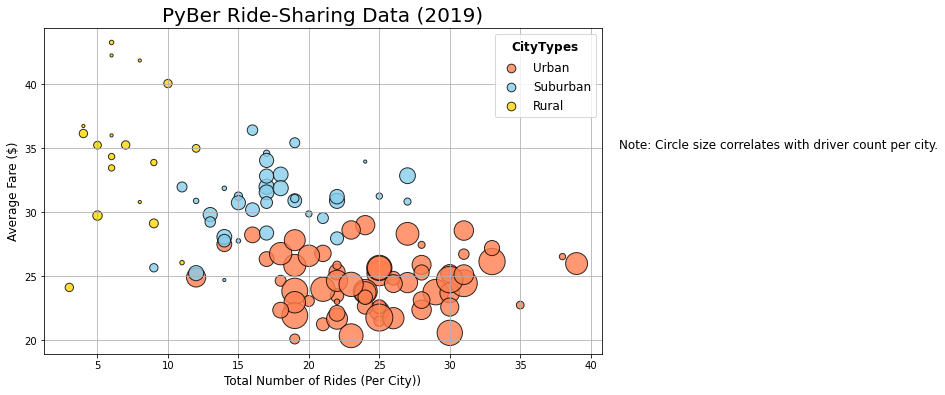 PyBer Ride-Sharing Data (2019)
Average Fare ($)
40
35
30
25
20
CityTypes
Urban
Suburban
Rural
Note: Circle size correlates with driver count per city.
5 10 15 20 25 30 35 40
Total Number of Rides (Per City))